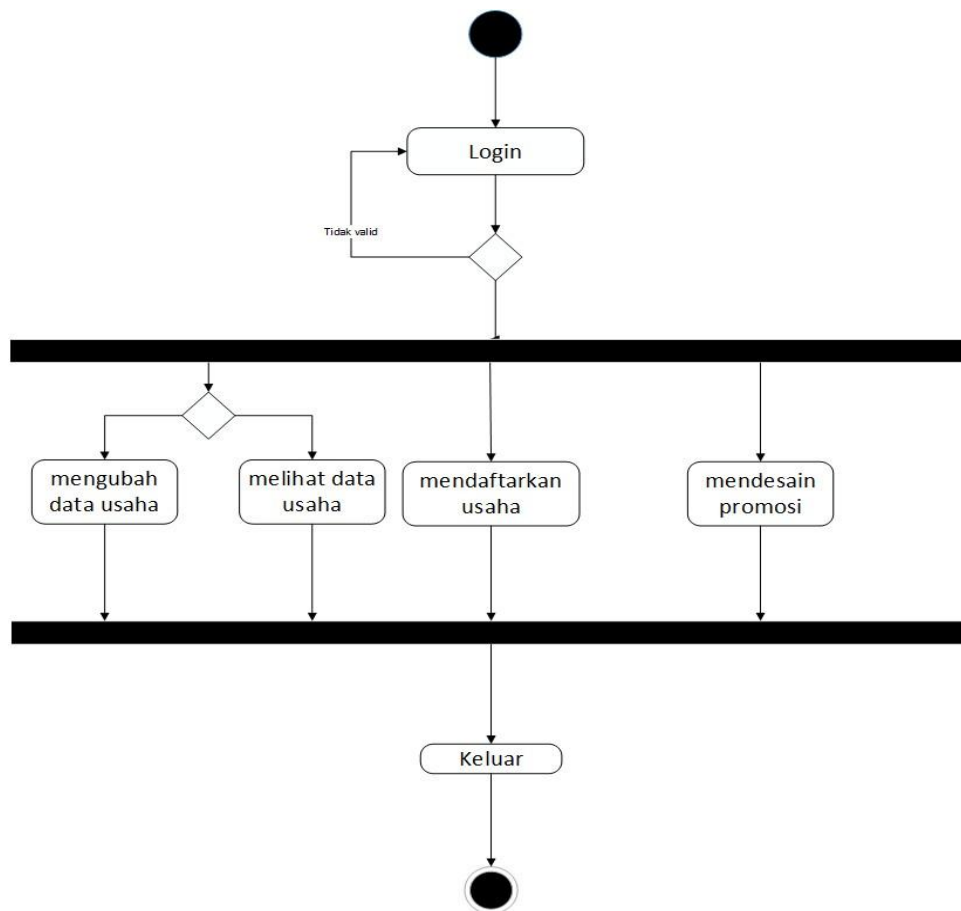 Login
Tidak valid
mengubah
data usaha
melihat data
usaha
mendaftarkan
usaha
mendesain
promosi
Keluar